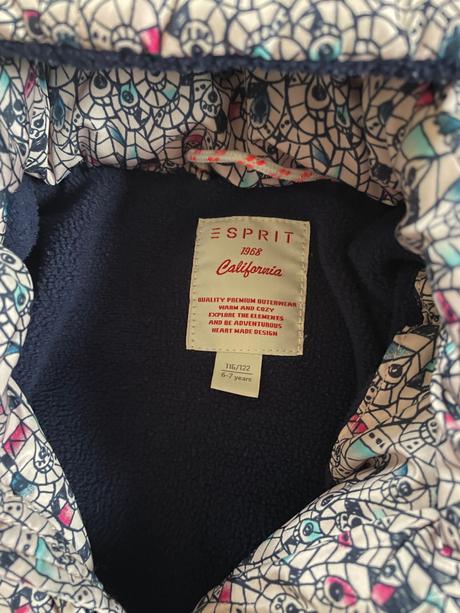 ESPRIT
1968
California
QUALITY PREMIUM OUTERWEAR
WARM AND COZY
EXPLORE THE ELEMENTS
AND BE ADVENTUROUS
HEART MADE DESIGN
116/122
6-7 years